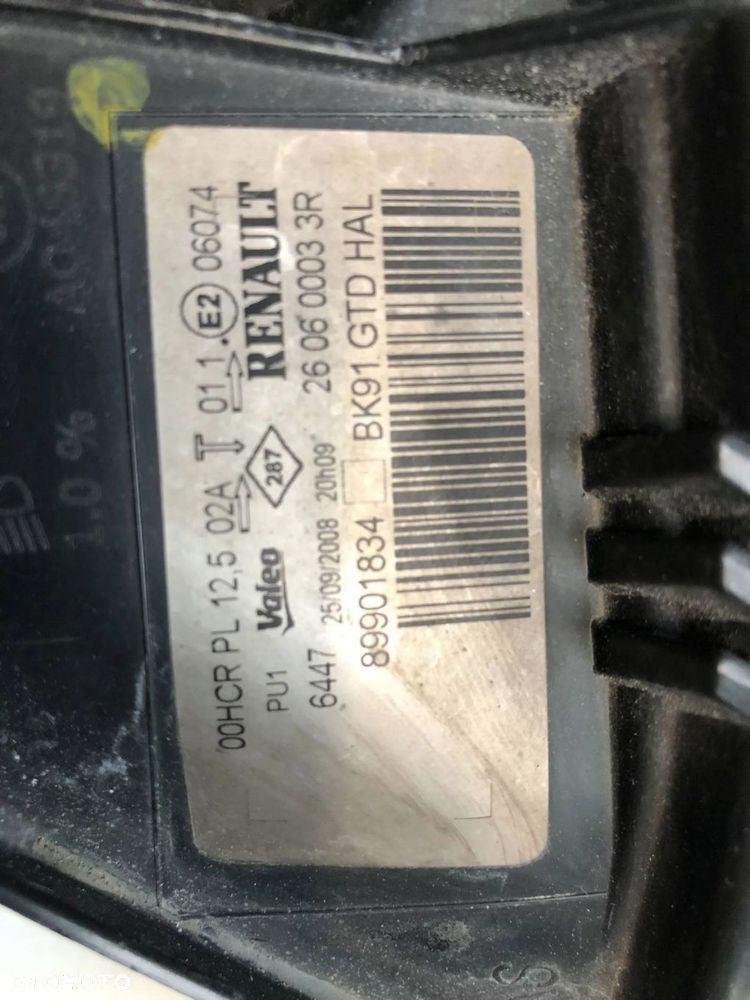 00HCR PL 12,5 02A 01 1 E2 06074
PU1 Valeo 287 RENAULT
6447 25/09/2008 20h09 26 06 0003 3R
89901834 BK91 GTD HAL
1.0 %
S
OTOMOTO